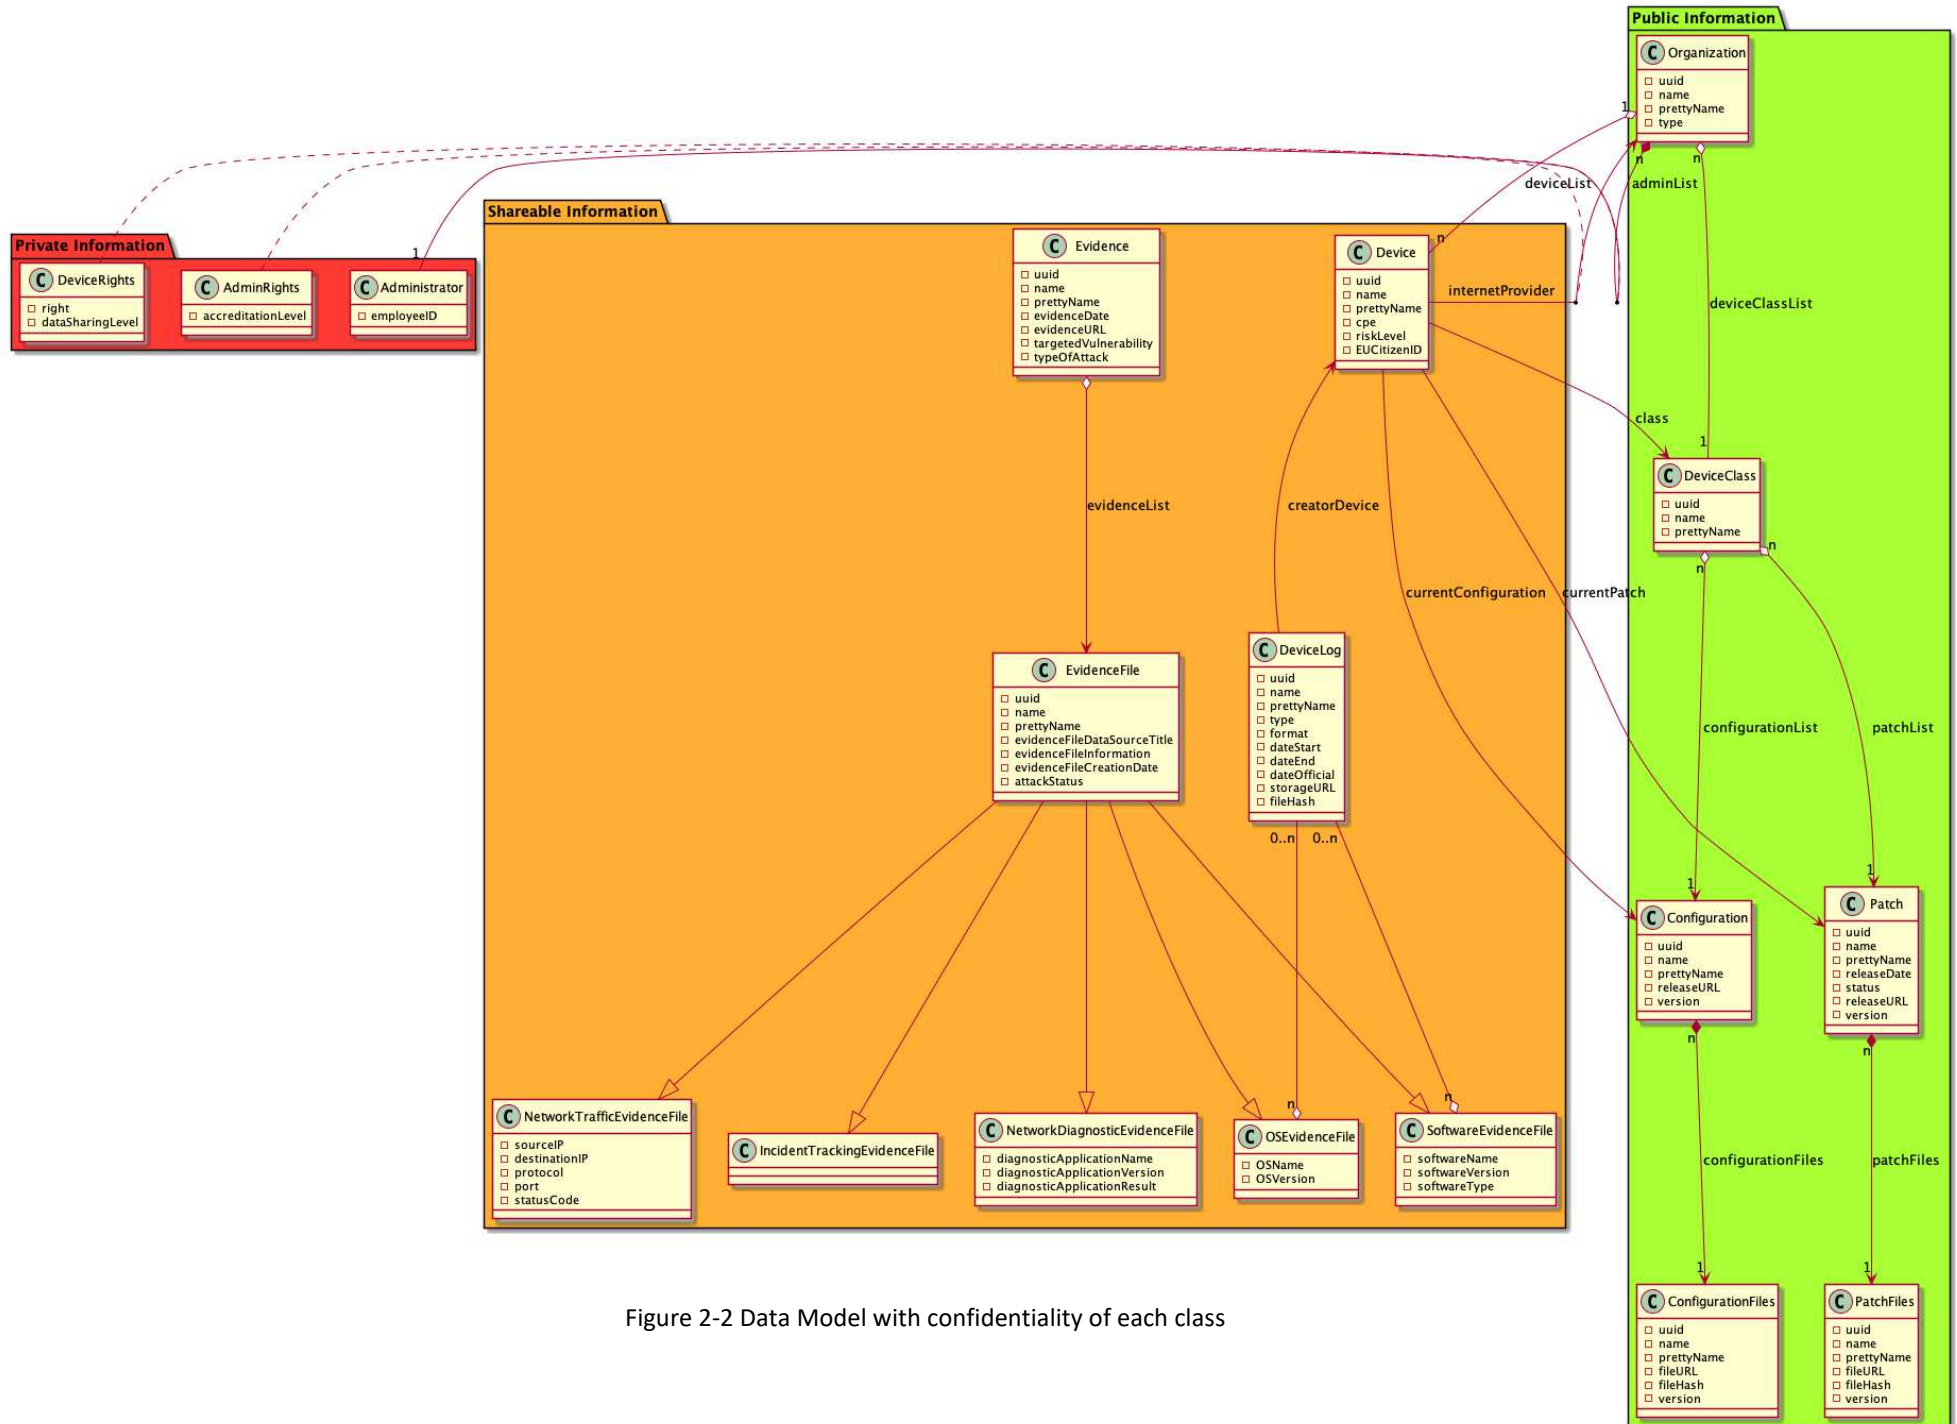 Public Information
C Organization
uuid
name
prettyName
type
1
n
n
deviceList
adminList
Private Information
C DeviceRights
right
dataSharingLevel
C AdminRights
accreditationLevel
1
C Administrator
employeeID
Shareable Information
C Evidence
uuid
name
prettyName
evidenceDate
evidenceURL
targetedVulnerability
typeOfAttack
n
C Device
uuid
name
prettyName
cpe
riskLevel
EUCitizenID
internetProvider
deviceClassList
class
1
C DeviceClass
uuid
name
prettyName
n
n
evidenceList
creatorDevice
currentConfiguration
currentPatch
C EvidenceFile
uuid
name
prettyName
evidenceFileDataSourceTitle
evidenceFileInformation
evidenceFileCreationDate
attackStatus
C DeviceLog
uuid
name
prettyName
type
format
dateStart
dateEnd
dateOfficial
storageURL
fileHash
0..n
0..n
configurationList
patchList
1
1
C Configuration
uuid
name
prettyName
releaseURL
version
n
C Patch
uuid
name
prettyName
releaseDate
status
releaseURL
version
n
C NetworkTrafficEvidenceFile
sourceIP
destinationIP
protocol
port
statusCode
C IncidentTrackingEvidenceFile
C NetworkDiagnosticEvidenceFile
diagnosticApplicationName
diagnosticApplicationVersion
diagnosticApplicationResult
n
C OSEvidenceFile
OSName
OSVersion
n
C SoftwareEvidenceFile
softwareName
softwareVersion
softwareType
configurationFiles
patchFiles
1
1
C ConfigurationFiles
uuid
name
prettyName
fileURL
fileHash
version
C PatchFiles
uuid
name
prettyName
fileURL
fileHash
version
Figure 2-2 Data Model with confidentiality of each class